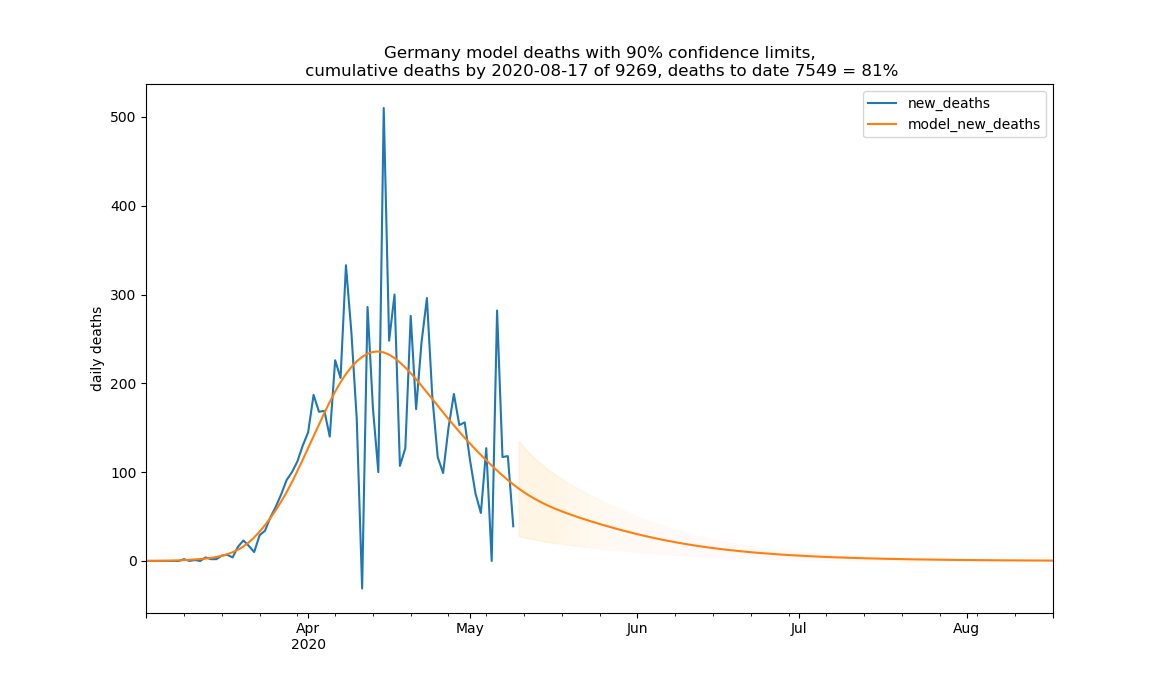 Germany model deaths with 90% confidence limits,
cumulative deaths by 2020-08-17 of 9269, deaths to date 7549 = 81%
new_deaths
model_new_deaths
500
400
300
200
100
0
daily deaths
Apr
May
Jun
Jul
Aug
2020